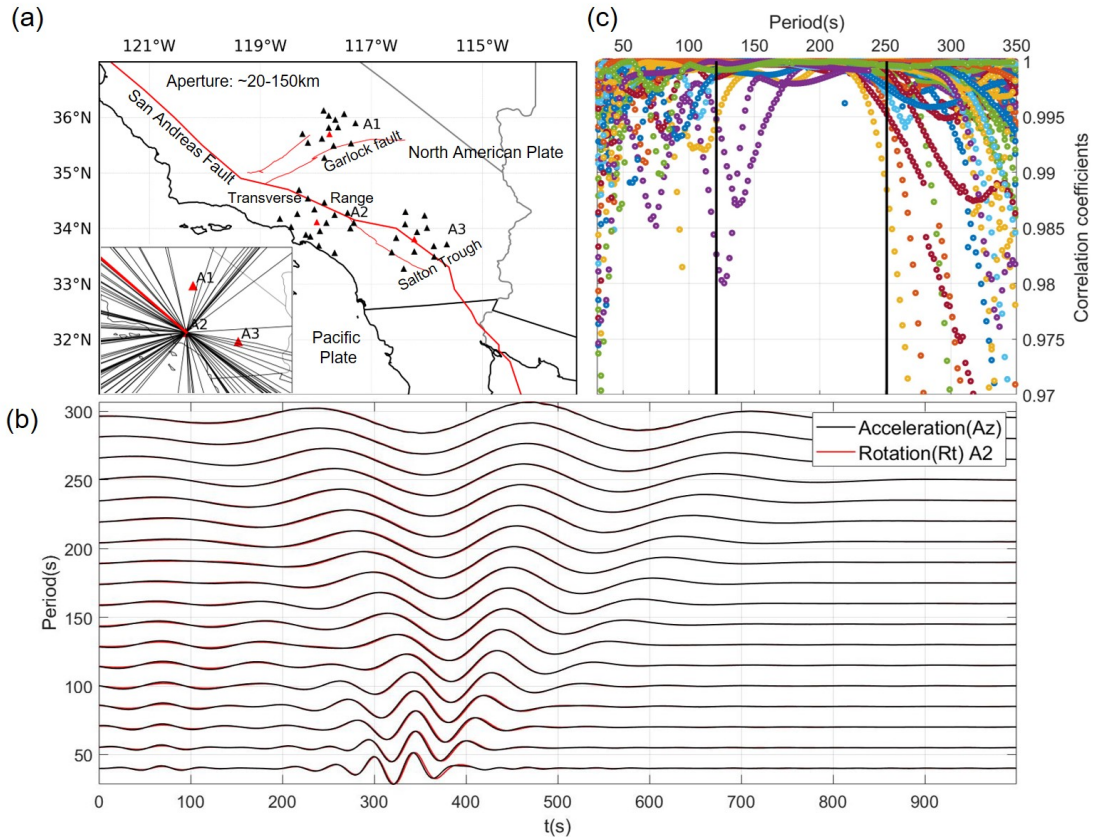 (a)
121°W 119°W 117°W 115°W
Aperture: ~20-150km
36°N
35°N
34°N
33°N
32°N
San Andreas Fault
A1
Garlock fault
North American Plate
Transverse Range
A2
A3
Salton Trough
Pacific
Plate
A1
A2
A3
(c)
Period(s)
50 100 150 200 250 300 350
1
0.995
0.99
0.985
0.98
0.975
0.97
Correlation coefficients
(b)
Acceleration(Az)
Rotation(Rt) A2
300
250
200
150
100
50
Period(s)
0 100 200 300 400 500 600 700 800 900
t(s)